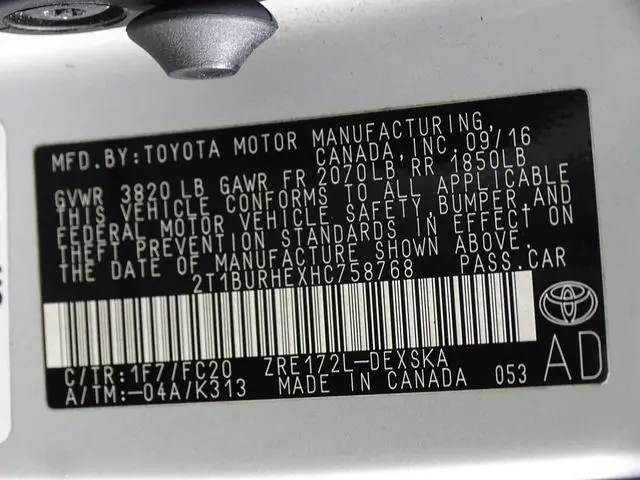 MFD. BY: TOYOTA MOTOR MANUFACTURING,
CANADA, INC. 09/16
GVWR 3820 LB GAWR FR 2070LB, RR 1850LB
THIS VEHICLE CONFORMS TO ALL APPLICABLE
FEDERAL MOTOR VEHICLE SAFETY, BUMPER, AND
THEFT PREVENTION STANDARDS IN EFFECT ON
THE DATE OF MANUFACTURE SHOWN ABOVE.
2T1BURHEXHC758768 PASS. CAR
C/TR: 1F7/FC20 ZRE172L-DEXSKA
A/TM: -04A/K313 MADE IN CANADA 053
AD